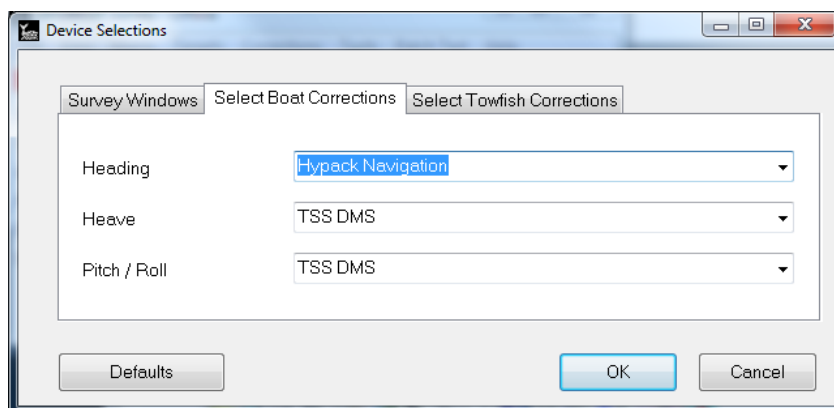 Device Selections
Survey Windows Select Boat Corrections Select Towfish Corrections
Heading Hypack Navigation
Heave TSS DMS
Pitch / Roll TSS DMS
Defaults OK Cancel